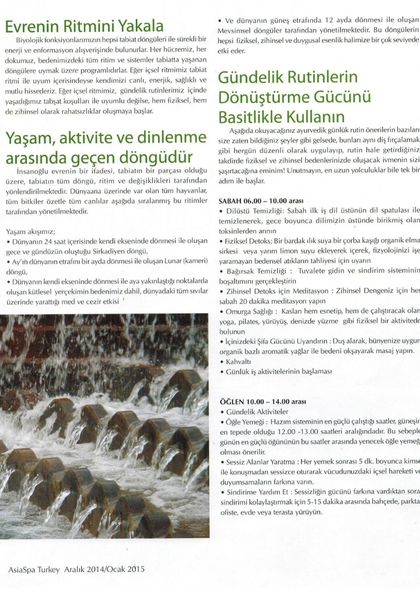 Evrenin Ritmini Yakala
Biyolojik fonksiyonlarımızın hepsi tabiat döngüleri ile sürekli bir
enerji ve enformasyon alışverişinde bulunurlar. Her hücremiz, her
dokumuz, bedenimizdeki tüm ritim ve sistemler tabiatta yaşanan
döngülere uymak üzere programlıdırlar. Eğer içsel ritmimiz tabiat
ritmi ile uyum içerisindeyse kendimizi canlı, enerjik, sağlıklı ve
mutlu hissederiz. Eğer içsel ritmimiz, gündelik rutinlerimiz içinde
yaşadığımız tabşat koşulları ile uyumlu değilse, hem fiziksel, hem
de zihinsel olarak rahatsızlıklar oluşmaya başlar.
Yaşam, aktivite ve dinlenme
arasında geçen döngüdür
İnsanoğlu evrenin bir ifadesi, tabiatın bir parçası olduğu
üzere, tabiatın tüm döngü, ritim ve değişiklikleri tarafından
yönlendirilmektedir. Dünyaana üzerinde var olan tüm hayvanlar,
tüm bitkiler özetle tüm canlılar aşağıda sıralanmış bu ritimler
tarafından yönetilmektedir.
Yaşam akışımız;
• Dünyanın 24 saat içerisinde kendi ekseninde dönmesi ile oluşan
gece ve gündüzün oluştuğu Sirkadiyen döngü,
• Ay'ın dünyanın etrafını bir ayda dönmesi ile oluşan Lunar (kameri)
döngü,
• Dünyanın kendi ekseninde dönmesi ile aya yakınlaştığı noktalarda
oluşan kütlesel yerçekimin bedenimiz dahil, dünyadaki tüm sıvılar
üzerinde yarattığı med ve cezir etkisi
• Ve dünyanın güneş etrafında 12 ayda dönmesi ile oluşan
Mevsimsel döngüler tarafından yönetilmektedir. Bu döngülerin
hepsi fiziksel, zihinsel ve duygusal esenlik halimize bir çok seviyede
etki eder.
Gündelik Rutinlerin
Dönüştürme Gücünü
Basitlikle Kullanın
Aşağıda okuyacağınız ayurvedik günlük rutin önerilerin bazıları
size zaten bildiğiniz şeyler gibi gelsede, bunları aynı diş fırçalamak
gibi hergün düzenli olarak uygulayıp, rutin hale getirdiğiniz
takdirde fiziksel ve zihinsel bedenlerinizde oluşacak ivmenin sizi
şaşırtacağına eminim! Unutmayın, en uzun yolculuklar bile tek bir
adım ile başlar.
SABAH 06.00 – 10.00 arası
• Dilüstü Temizliği: Sabah ilk iş dil üstünün dil spatulası ile
temizlenerek, gece boyunca dilimizin üstünde birikmiş olan
toksinlerden arının
• Fiziksel Detoks: Bir bardak ılık suya bir çorba kaşığı organik elma
sirkesi veya yarım limon suyu ekleyerek, bize, fizyolojinizi işe
yaramayan bedensel atıkların tahliyesi için uyarın
• Bağırsak Temizliği : Tuvalete gidin ve sindirim sisteminin
boşaltımını gerçekleştirin
• Zihinsel Detoks için Meditasyon : Zihinsel Dengeniz için her
sabah 20 dakika meditasyon yapın
• Omurga Sağlığı : Kasları hem esnetip, hem de çalıştıracak olan
yoga, pilates, yürüyüş, denizde yüzme gibi fiziksel bir aktivitede
bulunun
• İçinizdeki Şifa Gücünü Uyandırın : Duş alarak, bünyenize uygun
organik bazlı aromatik yağlar ile bedeni okşayarak masaj yapın.
• Kahvaltı
• Günlük iş aktivitelerinin başlaması
ÖĞLEN 10.00 – 14.00 arası
• Gündelik Aktiviteler
• Öğle Yemeği : Hazım sisteminin en güçlü çalıştığı saatler, güneşin
en tepede olduğu 12.00 -13.00 saatleri aralığındadır. Bu sebeple
günün en güçlü öğününün bu saatler arasında yenecek öğle yemeği
olması önerilir.
• Sessiz Alanlar Yaratma : Her yemek sonrası 5 dk. boyunca kimse
ile konuşmadan sessizce oturarak vücudunuzdaki içsel hareketi ve
duyumsamaların farkına varın.
• Sindirime Yardım Et : Sessizliğin gücünü farkına vardıktan sonra
sindirimi kolaylaştırmak için 5-15 dakika arasında bahçede, parkta,
ofiste, evde veya terasta yürüyün.
AsiaSpa Turkey Aralık 2014/Ocak 2015